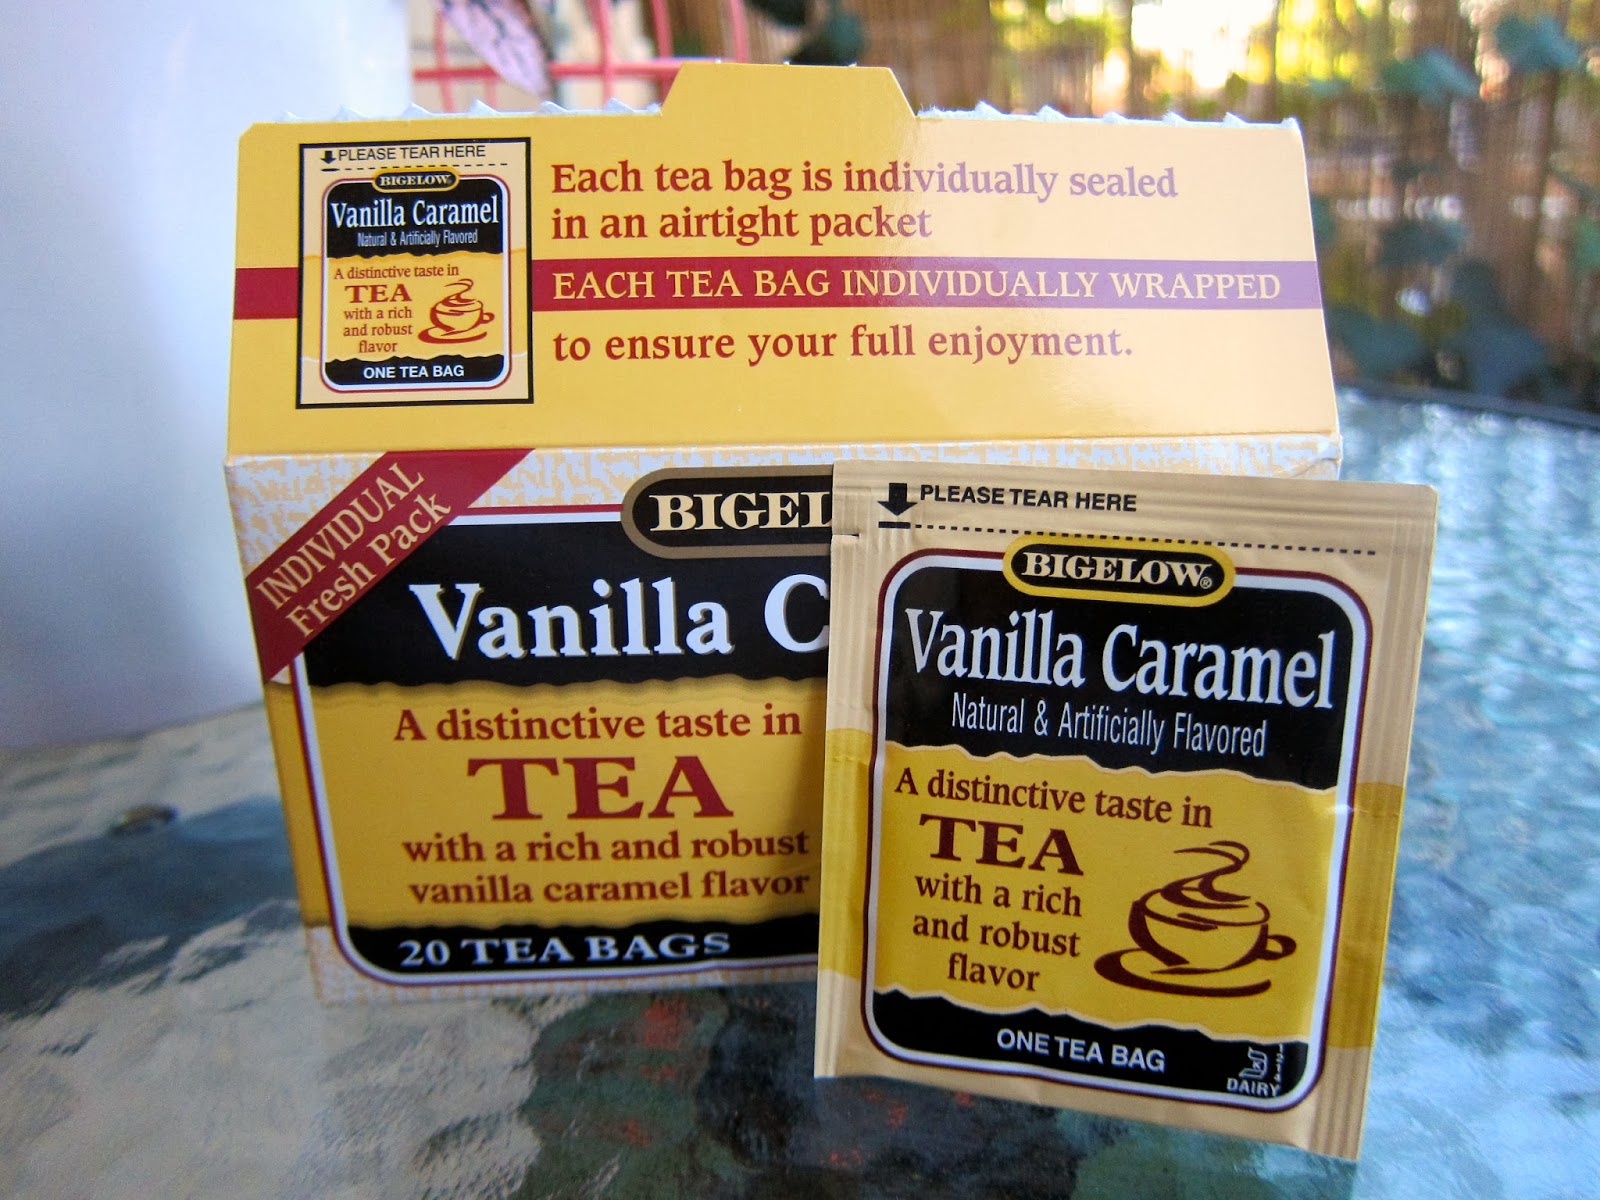 PLEASE TEAR HERE
BIGELOW
Vanilla Caramel
Natural & Artificially Flavored
A distinctive taste in
TEA
with a rich
and robust
flavor
ONE TEA BAG
Each tea bag is individually sealed
in an airtight packet
EACH TEA BAG INDIVIDUALLY WRAPPED
to ensure your full enjoyment.
INDIVIDUAL
Fresh Pack
BIGEL
Vanilla C
A distinctive taste in
TEA
with a rich and robust
vanilla caramel flavor
20 TEA BAGS
PLEASE TEAR HERE
BIGELOW®
Vanilla Caramel
Natural & Artificially Flavored
A distinctive taste in
TEA
with a rich
and robust
flavor
ONE TEA BAG
DAIRY